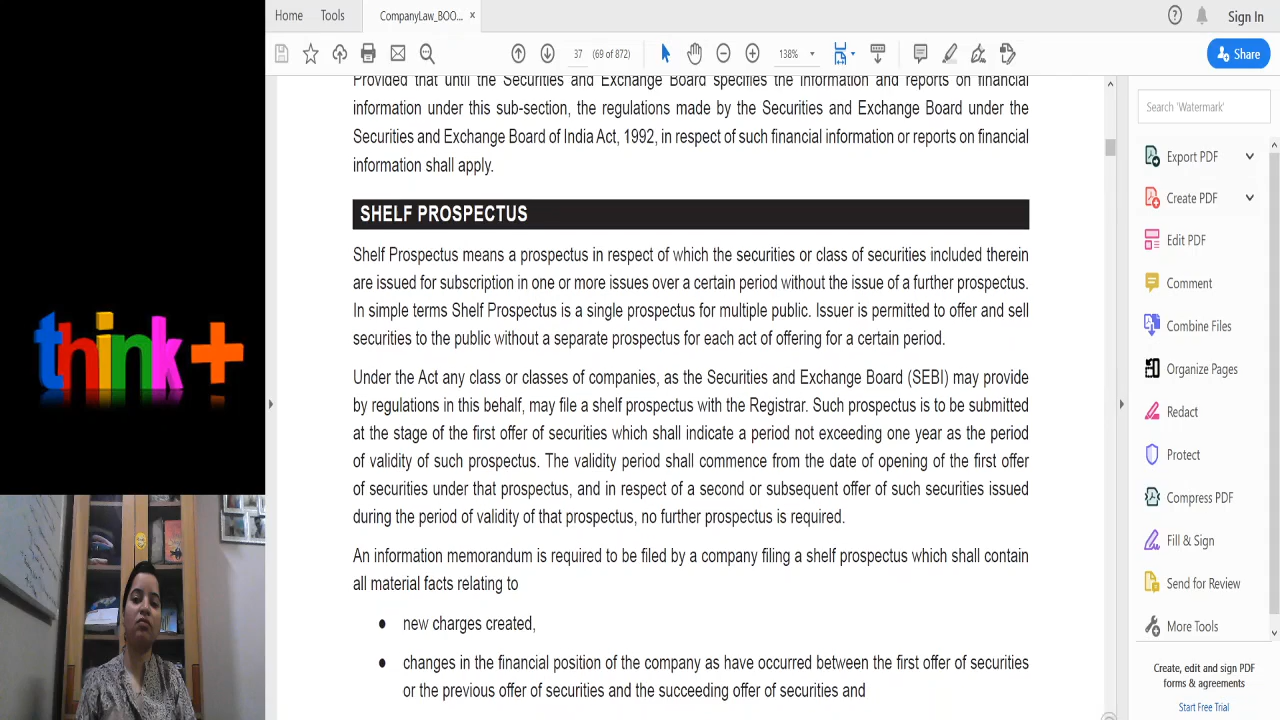 Home Tools CompanyLaw_BOO... × Sign In
37 (69 of 872) 138% Share
Provided that until the Securities and Exchange Board specifies the information and reports on financial
information under this sub-section, the regulations made by the Securities and Exchange Board under the
Securities and Exchange Board of India Act, 1992, in respect of such financial information or reports on financial
information shall apply.
SHELF PROSPECTUS
Shelf Prospectus means a prospectus in respect of which the securities or class of securities included therein
are issued for subscription in one or more issues over a certain period without the issue of a further prospectus.
In simple terms Shelf Prospectus is a single prospectus for multiple public. Issuer is permitted to offer and sell
securities to the public without a separate prospectus for each act of offering for a certain period.
Under the Act any class or classes of companies, as the Securities and Exchange Board (SEBI) may provide
by regulations in this behalf, may file a shelf prospectus with the Registrar. Such prospectus is to be submitted
at the stage of the first offer of securities which shall indicate a period not exceeding one year as the period
of validity of such prospectus. The validity period shall commence from the date of opening of the first offer
of securities under that prospectus, and in respect of a second or subsequent offer of such securities issued
during the period of validity of that prospectus, no further prospectus is required.
An information memorandum is required to be filed by a company filing a shelf prospectus which shall contain
all material facts relating to
● new charges created,
● changes in the financial position of the company as have occurred between the first offer of securities
or the previous offer of securities and the succeeding offer of securities and
think+
Search 'Watermark'
Export PDF
Create PDF
Edit PDF
Comment
Combine Files
Organize Pages
Redact
Protect
Compress PDF
Fill & Sign
Send for Review
More Tools
Create, edit and sign PDF
forms & agreements
Start Free Trial